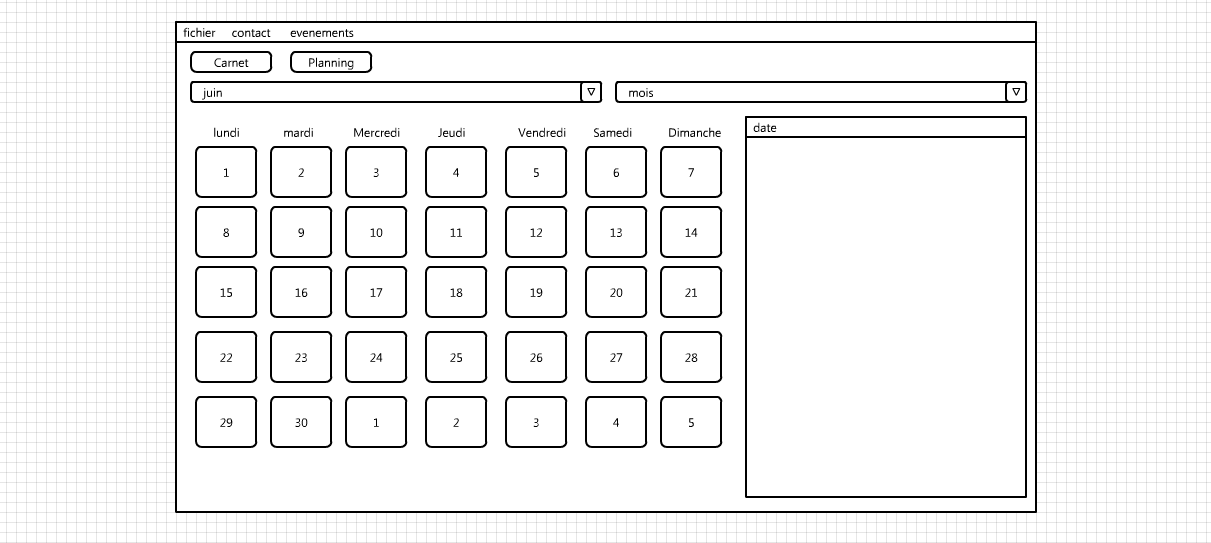 fichier contact evenements
Carnet Planning
juin mois
lundi mardi Mercredi Jeudi Vendredi Samedi Dimanche
date
1 2 3 4 5 6 7
8 9 10 11 12 13 14
15 16 17 18 19 20 21
22 23 24 25 26 27 28
29 30 1 2 3 4 5